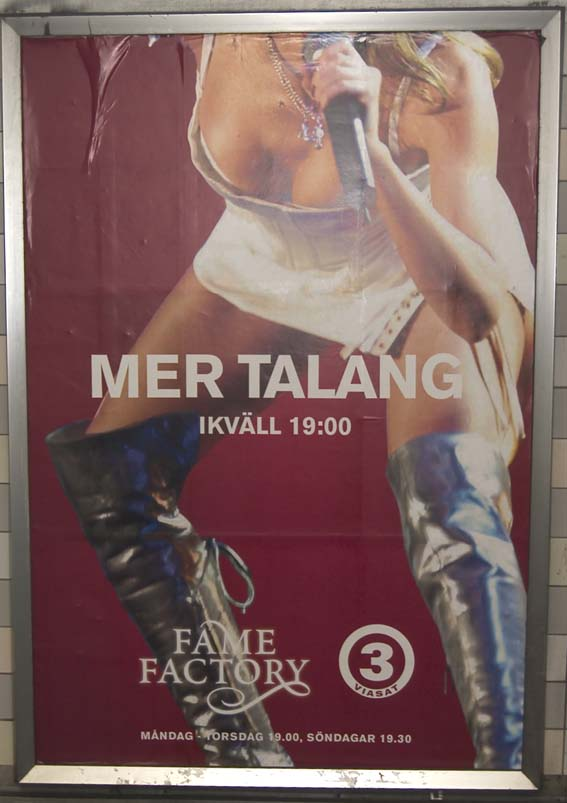 MER TALANG
IKVÄLL 19:00
FAME
FACTORY
3
VIASAT
MÅNDAG - TORSDAG 19.00, SÖNDAGAR 19.30